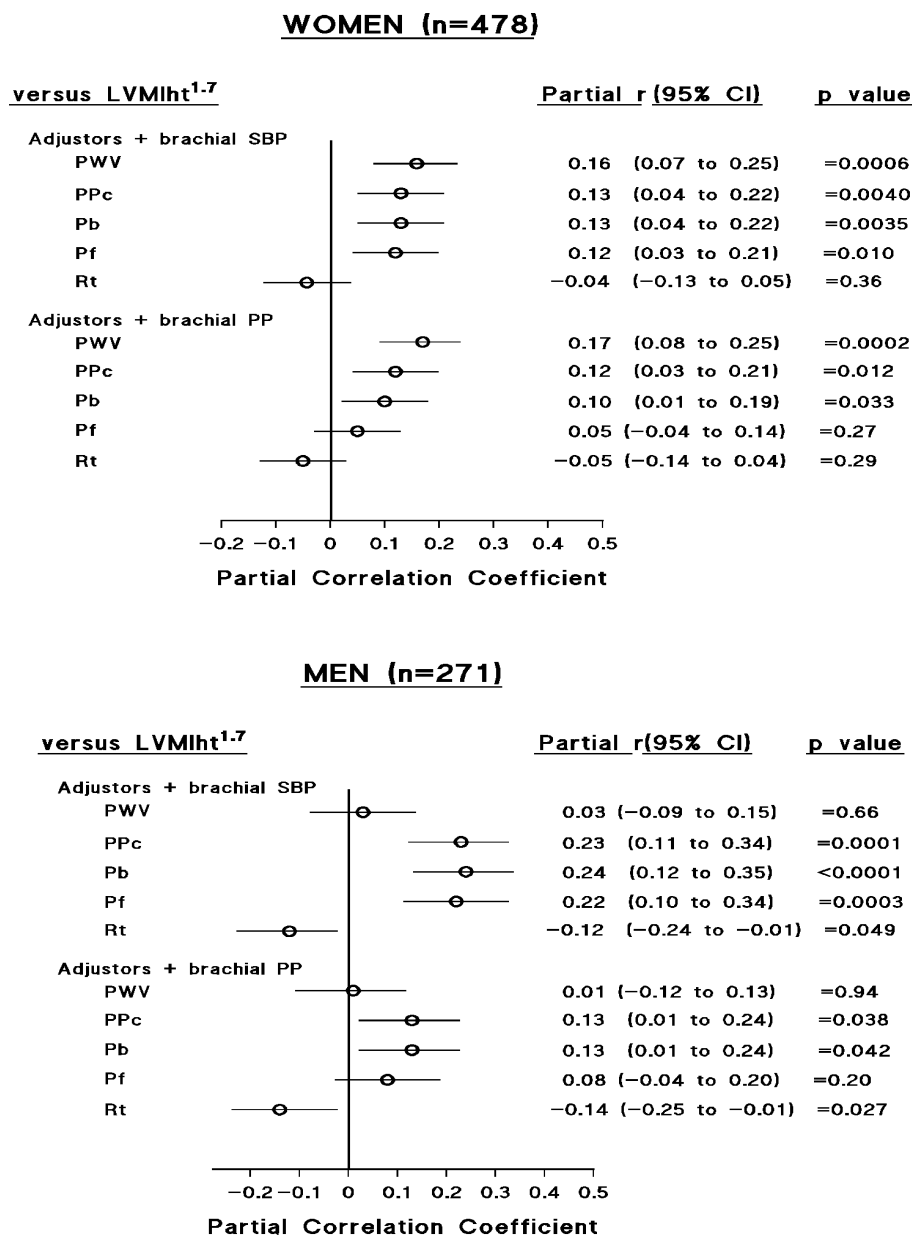 WOMEN (n=478)
versus LVMIht1.7 Partial r (95% CI) p value
Adjustors + brachial SBP
PWV 0.16 (0.07 to 0.25) =0.0006
PPc 0.13 (0.04 to 0.22) =0.0040
Pb 0.13 (0.04 to 0.22) =0.0035
Pf 0.12 (0.03 to 0.21) =0.010
Rt −0.04 (−0.13 to 0.05) =0.36
Adjustors + brachial PP
PWV 0.17 (0.08 to 0.25) =0.0002
PPc 0.12 (0.03 to 0.21) =0.012
Pb 0.10 (0.01 to 0.19) =0.033
Pf 0.05 (−0.04 to 0.14) =0.27
Rt −0.05 (−0.14 to 0.04) =0.29
−0.2 −0.1 0 0.1 0.2 0.3 0.4 0.5
Partial Correlation Coefficient
MEN (n=271)
versus LVMIht1.7 Partial r(95% CI) p value
Adjustors + brachial SBP
PWV 0.03 (−0.09 to 0.15) =0.66
PPc 0.23 (0.11 to 0.34) =0.0001
Pb 0.24 (0.12 to 0.35) <0.0001
Pf 0.22 (0.10 to 0.34) =0.0003
Rt −0.12 (−0.24 to −0.01) =0.049
Adjustors + brachial PP
PWV 0.01 (−0.12 to 0.13) =0.94
PPc 0.13 (0.01 to 0.24) =0.038
Pb 0.13 (0.01 to 0.24) =0.042
Pf 0.08 (−0.04 to 0.20) =0.20
Rt −0.14 (−0.25 to −0.01) =0.027
−0.2 −0.1 0 0.1 0.2 0.3 0.4 0.5
Partial Correlation Coefficient